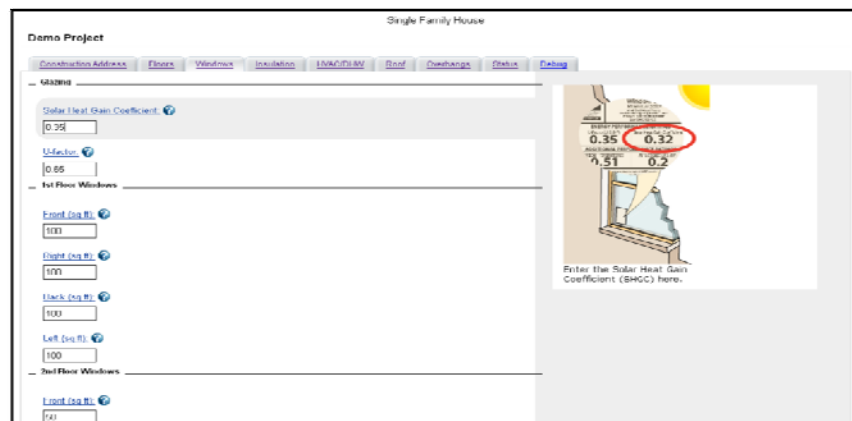 Single Family House
Demo Project
Construction Address Floors Windows Insulation HVAC/DHW Roof Overhangs Status Debug
Glazing
Solar Heat Gain Coefficient:
0.35
U-factor:
0.65
1st Floor Windows
Front (sq ft):
100
Right (sq ft):
100
Back (sq ft):
100
Left (sq ft):
100
2nd Floor Windows
Front (sq ft):
50
0.35 0.32
0.51 0.2
Enter the Solar Heat Gain
Coefficient (SHGC) here.